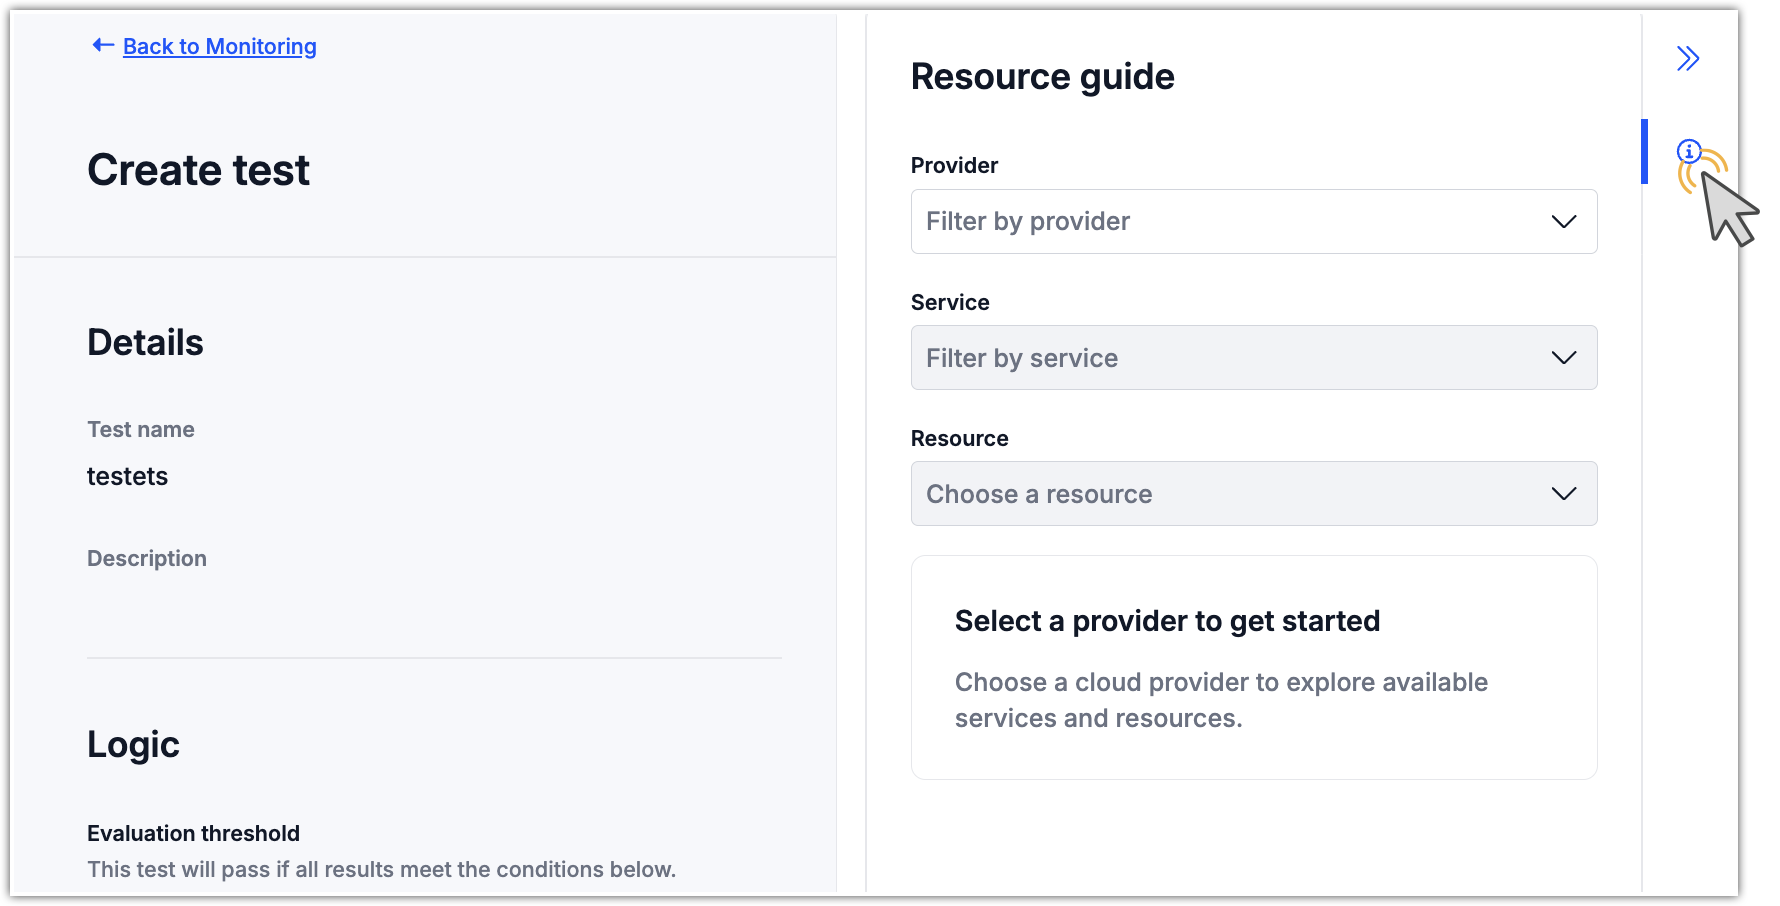 Back to Monitoring
Create test
Details
Test name
testets
Description
Logic
Evaluation threshold
This test will pass if all results meet the conditions below.
Resource guide
Provider
Filter by provider
Service
Filter by service
Resource
Choose a resource
Select a provider to get started
Choose a cloud provider to explore available
services and resources.